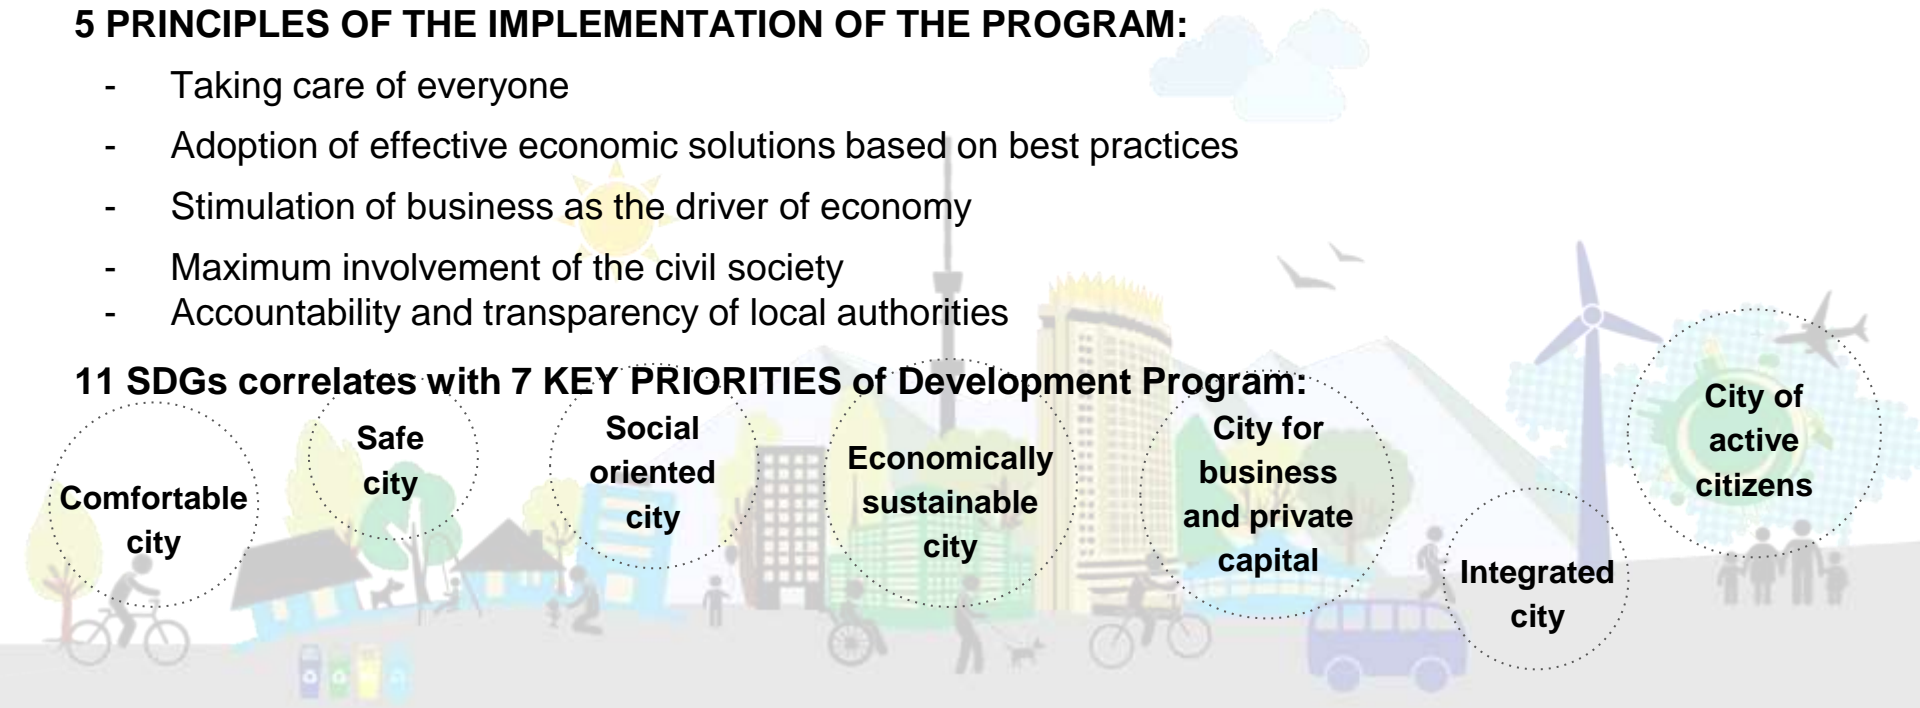 5 PRINCIPLES OF THE IMPLEMENTATION OF THE PROGRAM:
- Taking care of everyone
- Adoption of effective economic solutions based on best practices
- Stimulation of business as the driver of economy
- Maximum involvement of the civil society
- Accountability and transparency of local authorities
11 SDGs correlates with 7 KEY PRIORITIES of Development Program:
Comfortable
city
Safe
city
Social
oriented
city
Economically
sustainable
city
City for
business
and private
capital
Integrated
city
City of
active
citizens